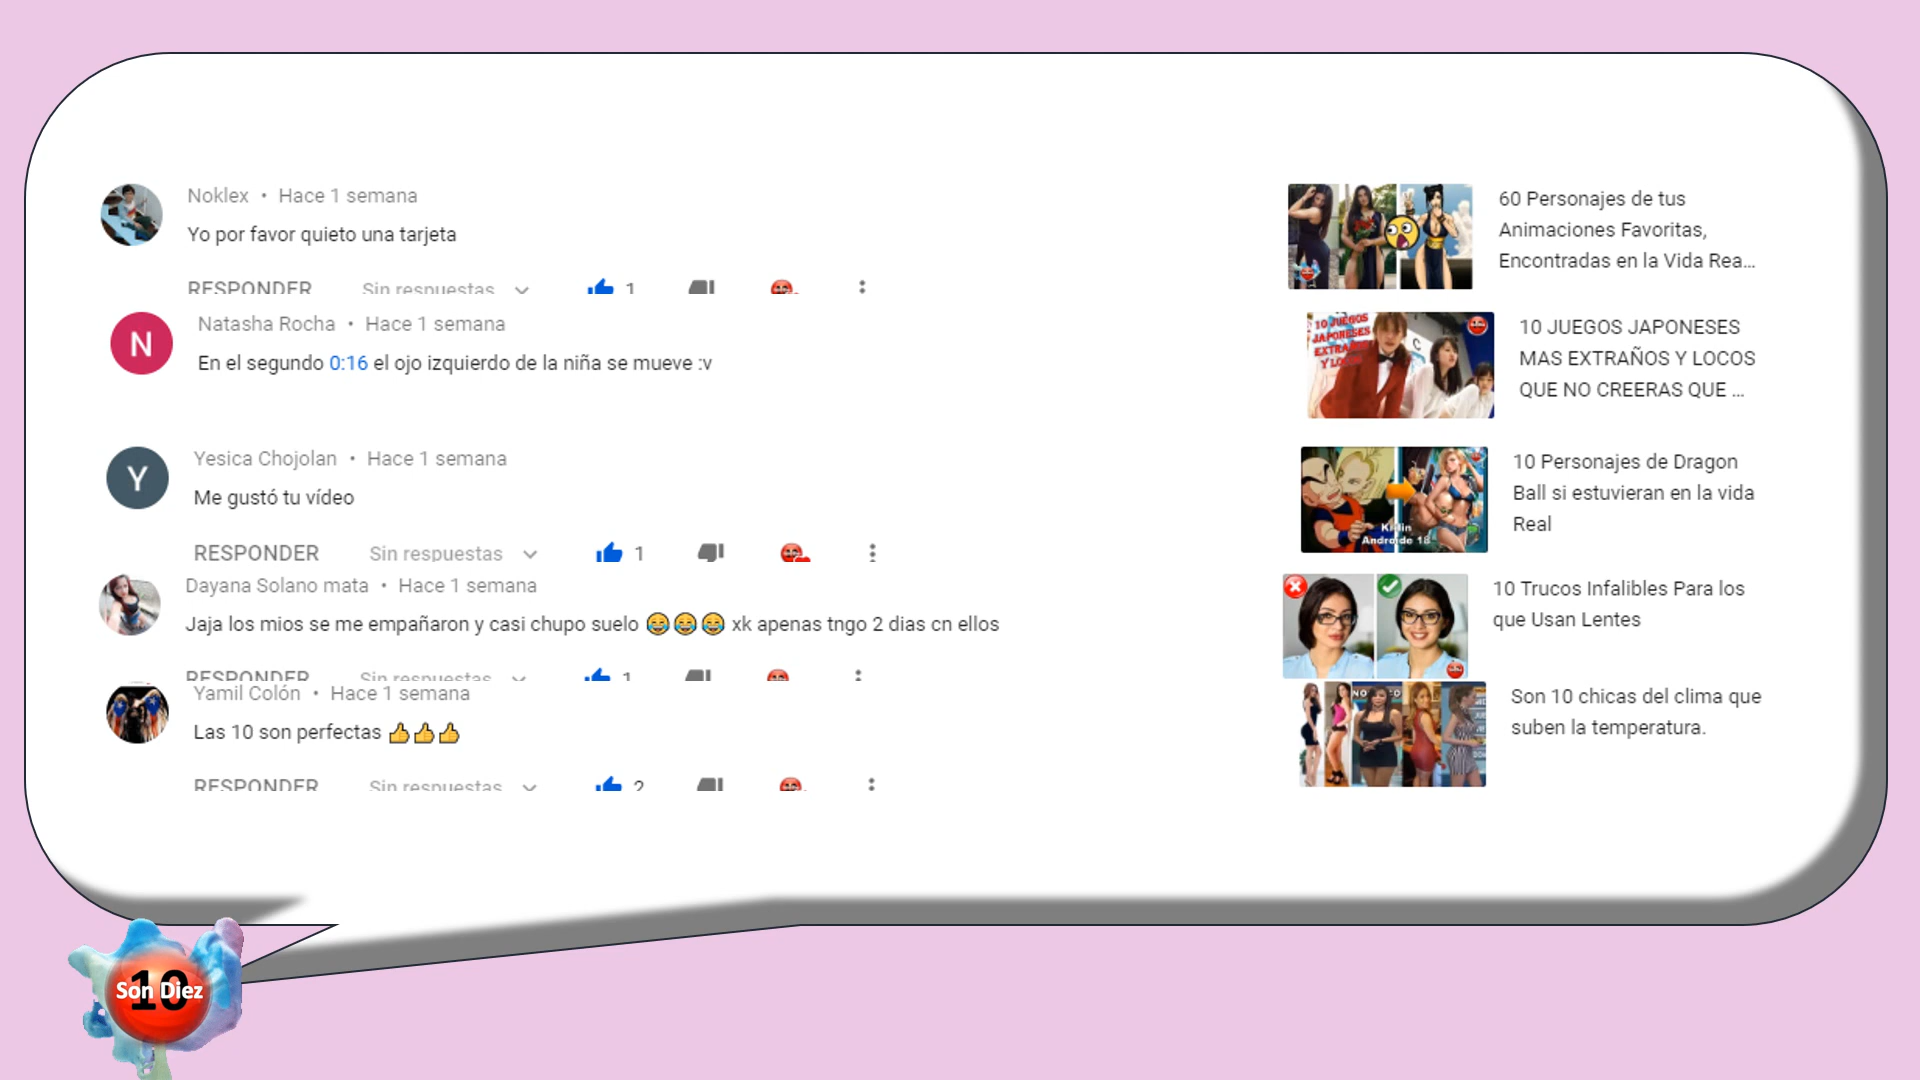 Noklex • Hace 1 semana
Yo por favor quieto una tarjeta
RESPONDER Sin respuestas 1
60 Personajes de tus
Animaciones Favoritas,
Encontradas en la Vida Rea...
N
Natasha Rocha • Hace 1 semana
En el segundo 0:16 el ojo izquierdo de la niña se mueve :v
10 JUEGOS
JAPONESES
Y
10 JUEGOS JAPONESES
MAS EXTRAÑOS Y LOCOS
QUE NO CREERAS QUE ...
Y
Yesica Chojolan • Hace 1 semana
Me gustó tu vídeo
RESPONDER Sin respuestas 1
Androide 18
10 Personajes de Dragon
Ball si estuvieran en la vida
Real
Dayana Solano mata • Hace 1 semana
Jaja los mios se me empañaron y casi chupo suelo 😂😂😂 xk apenas tngo 2 dias cn ellos
RESPONDER Sin respuestas 1
10 Trucos Infalibles Para los
que Usan Lentes
Yamil Colón • Hace 1 semana
Las 10 son perfectas 👍👍👍
RESPONDER Sin respuestas 2
Son 10 chicas del clima que
suben la temperatura.
10
Son Diez